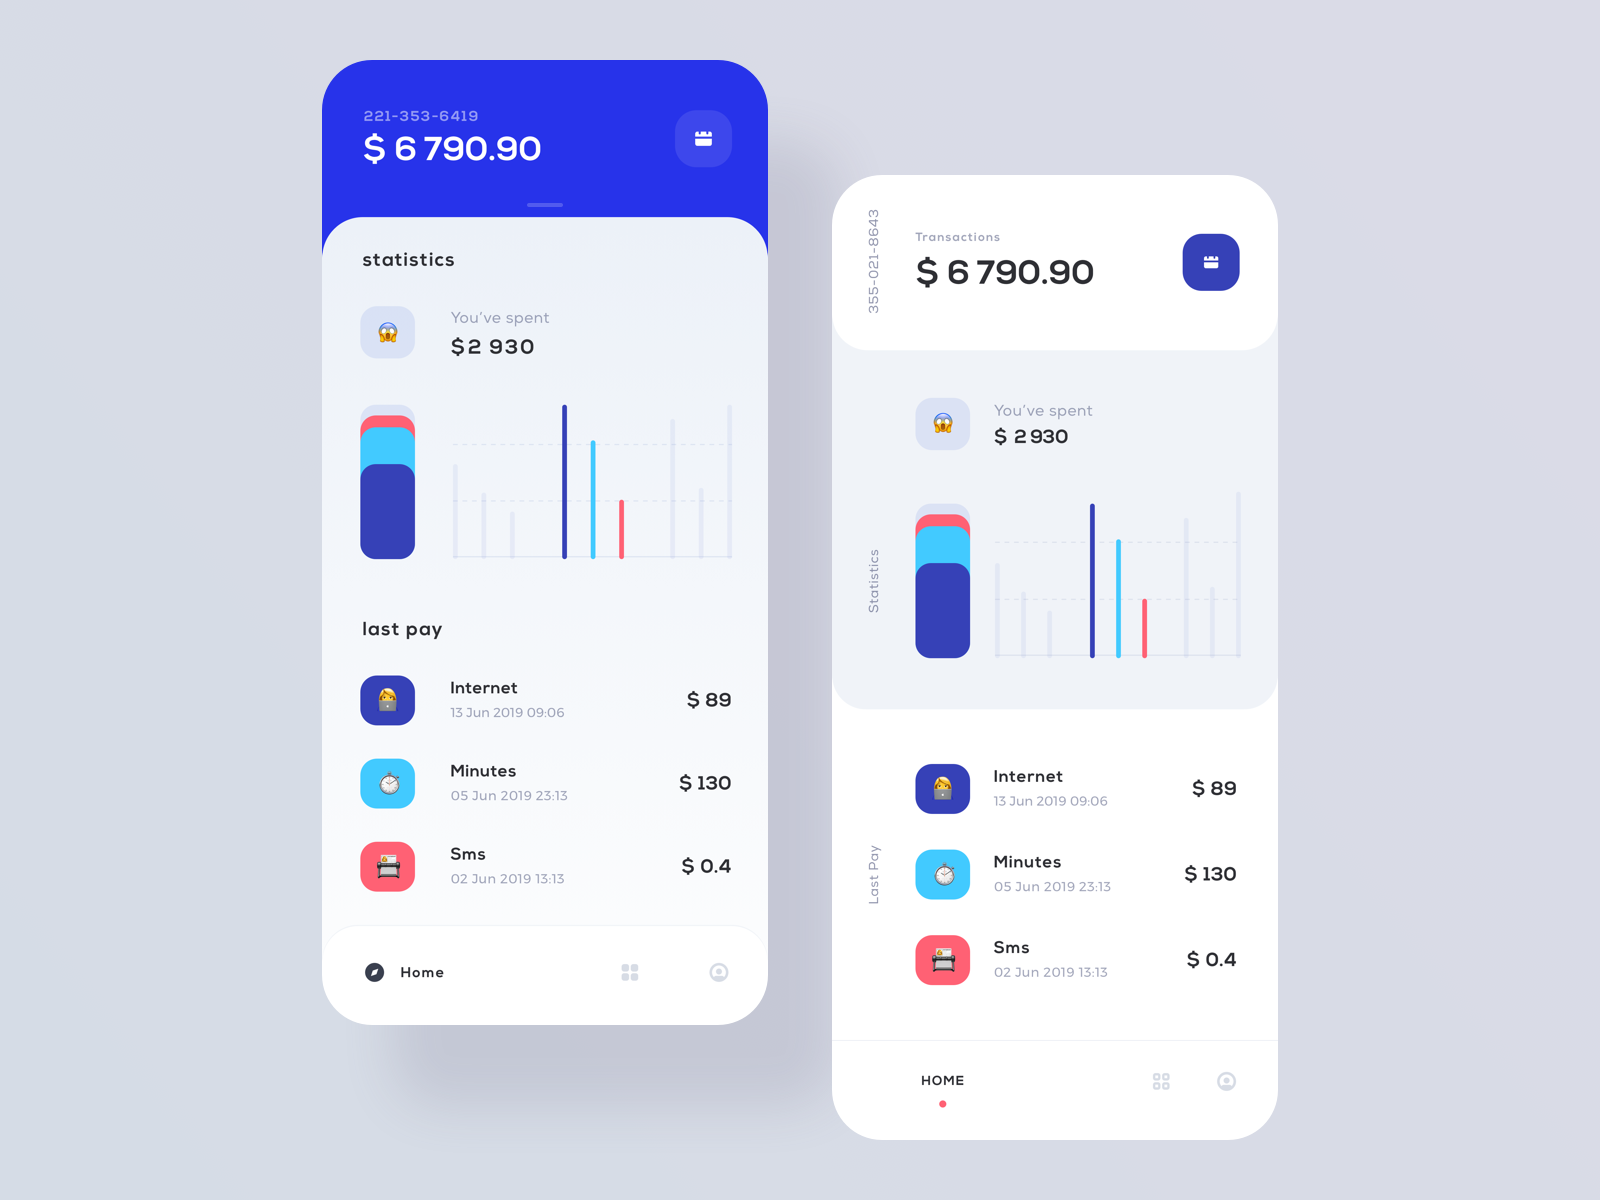 221-353-6419
$ 6 790.90
statistics
You've spent
$2 930
last pay
Internet
13 Jun 2019 09:06
$ 89
Minutes
05 Jun 2019 23:13
$ 130
Sms
02 Jun 2019 13:13
$ 0.4
Home
355-021-8643
Transactions
$ 6 790.90
You've spent
$ 2 930
Statistics
Last Pay
Internet
13 Jun 2019 09:06
$ 89
Minutes
05 Jun 2019 23:13
$ 130
Sms
02 Jun 2019 13:13
$ 0.4
HOME